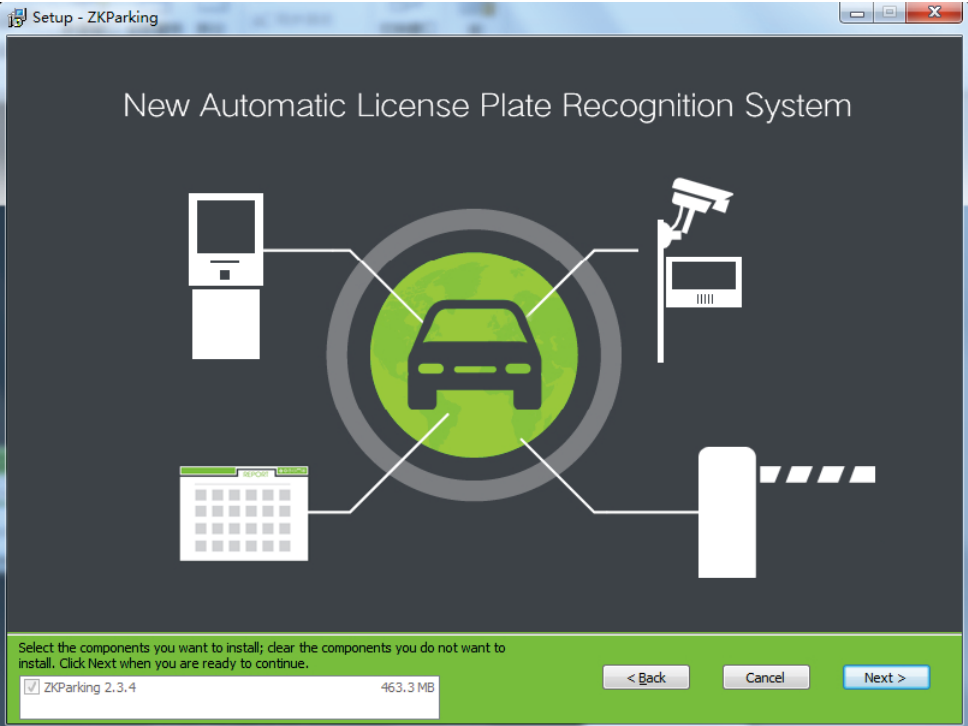 Setup - ZKParking
New Automatic License Plate Recognition System
REPORT
Select the components you want to install; clear the components you do not want to
install. Click Next when you are ready to continue.
ZKParking 2.3.4 463.3 MB
< Back Cancel Next >